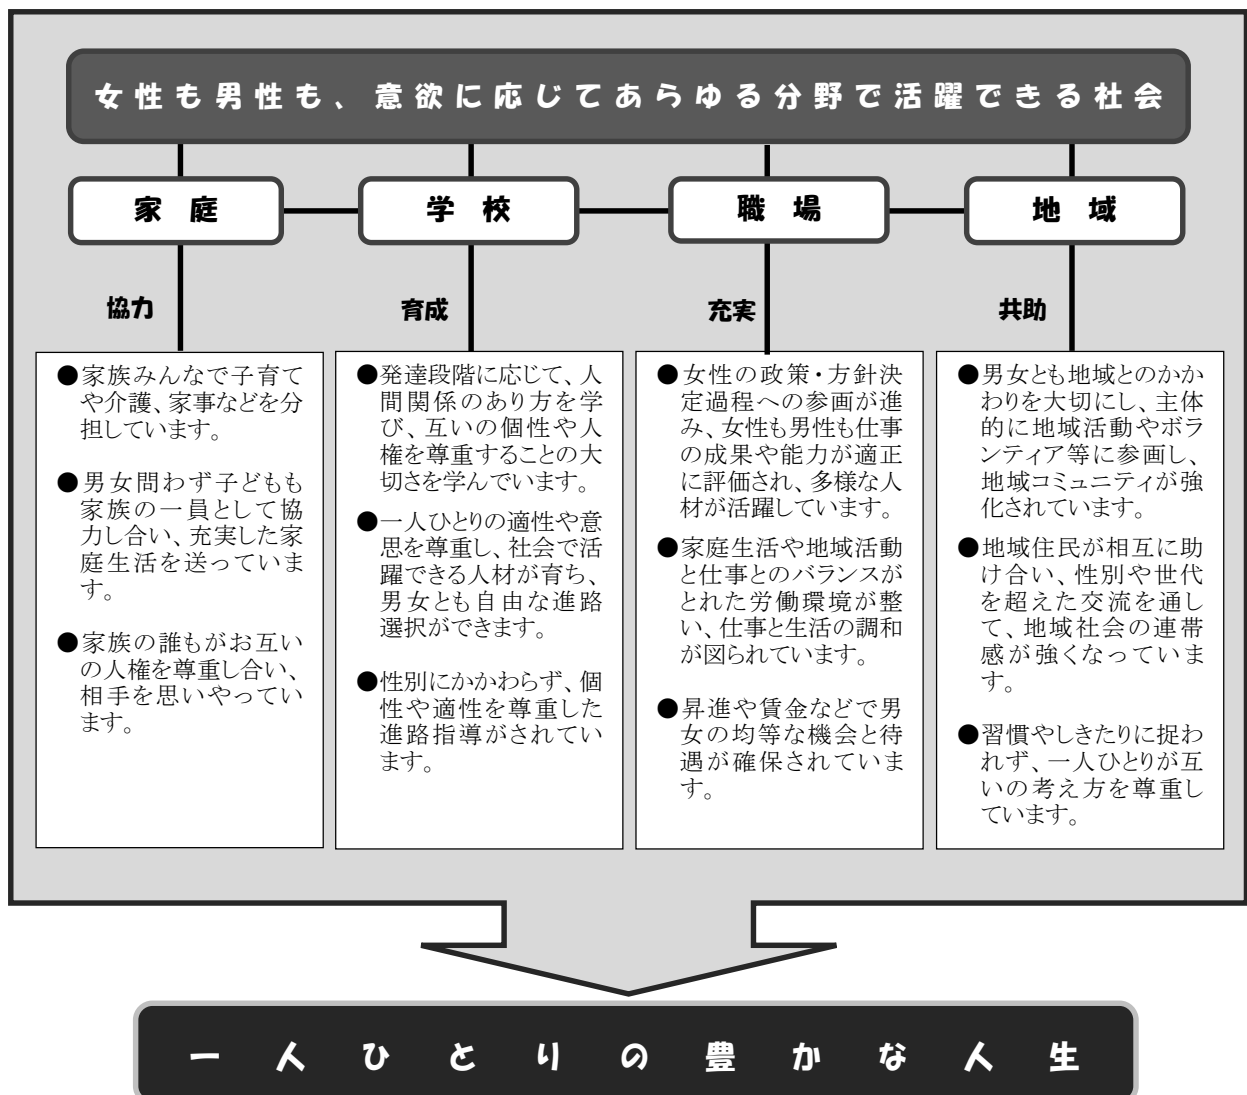 女性も男性も、意欲に応じてあらゆる分野で活躍できる社会
家庭
学校
職場
地域
協力
育成
充実
共助
●家族みんなで子育て
や介護、家事などを分
担しています。
●男女問わず子どもも
家族の一員として協
力し合い、充実した家
庭生活を送っていま
す。
●家族の誰もがお互い
の人権を尊重し合い、
相手を思いやってい
ます。
●発達段階に応じて、人
間関係のあり方を学
び、互いの個性や人
権を尊重することの大
切さを学んでいます。
●一人ひとりの適性や意
思を尊重し、社会で活
躍できる人材が育ち、
男女とも自由な進路
選択ができます。
●性別にかかわらず、個
性や適性を尊重した
進路指導がされてい
ます。
●女性の政策・方針決
定過程への参画が進
み、女性も男性も仕事
の成果や能力が適正
に評価され、多様な人
材が活躍しています。
●家庭生活や地域活動
と仕事とのバランスが
とれた労働環境が整
い、仕事と生活の調和
が図られています。
●昇進や賃金などで男
女の均等な機会と待
遇が確保されていま
す。
●男女とも地域とのかか
わりを大切にし、主体
的に地域活動やボラ
ンティア等に参画し、
地域コミュニティが強
化されています。
●地域住民が相互に助
け合い、性別や世代
を超えた交流を通し
て、地域社会の連帯
感が強くなっていま
す。
●習慣やしきたりに捉わ
れず、一人ひとりが互
いの考え方を尊重し
ています。
一人ひとりの豊かな人生